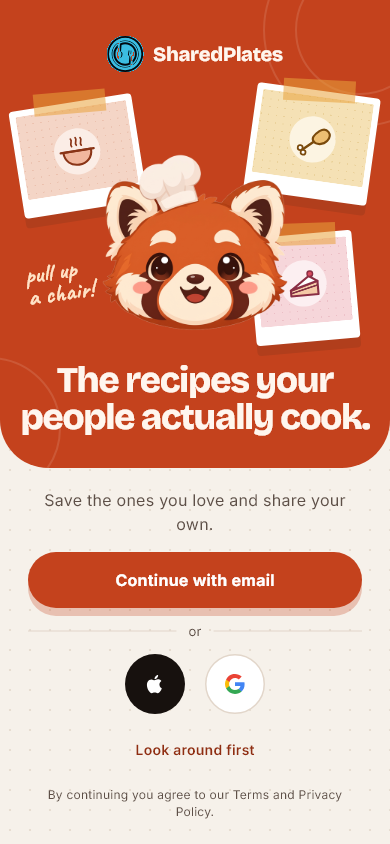 SharedPlates
pull up
a chair!
The recipes your
people actually cook.
Save the ones you love and share your
own.
Continue with email
or
Look around first
By continuing you agree to our Terms and Privacy
Policy.